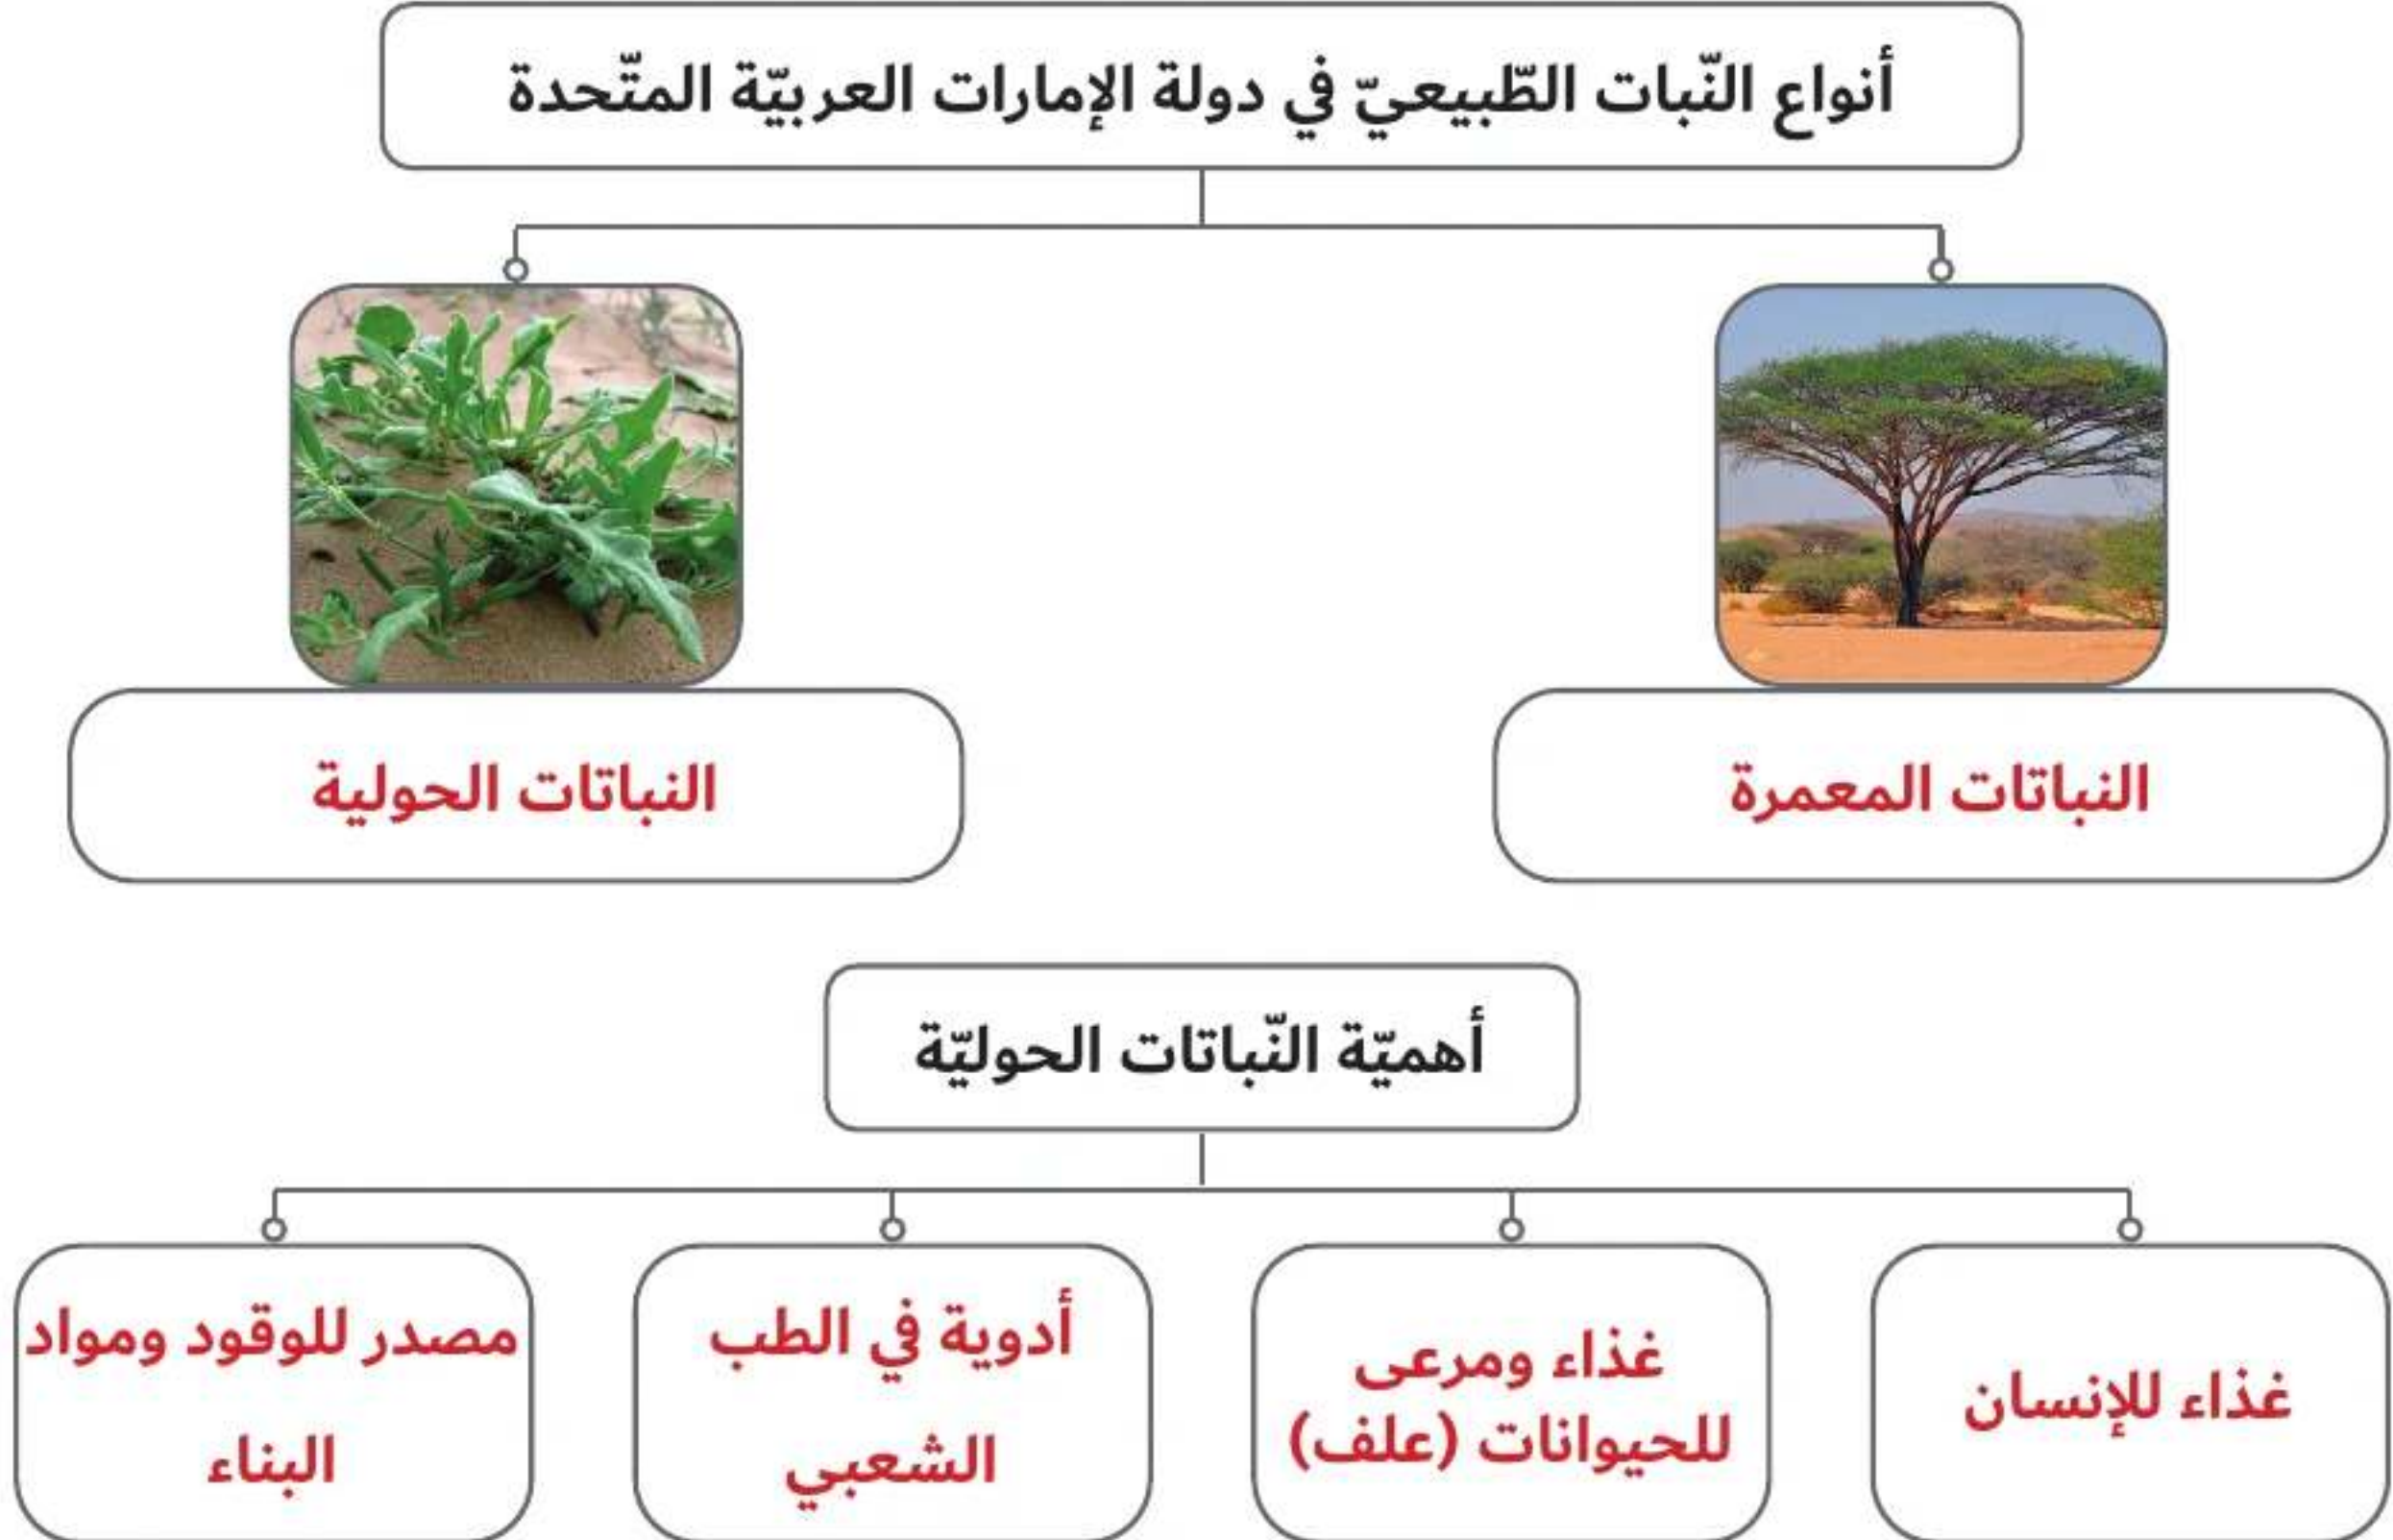 أنواع النّبات الطّبيعيّ في دولة الإمارات العربيّة المتّحدة
النباتات المعمرة
النباتات الحولية
أهميّة النّباتات الحوليّة
غذاء للإنسان
غذاء ومرعى
للحيوانات (علف)
أدوية في الطب
الشعبي
مصدر للوقود ومواد
البناء